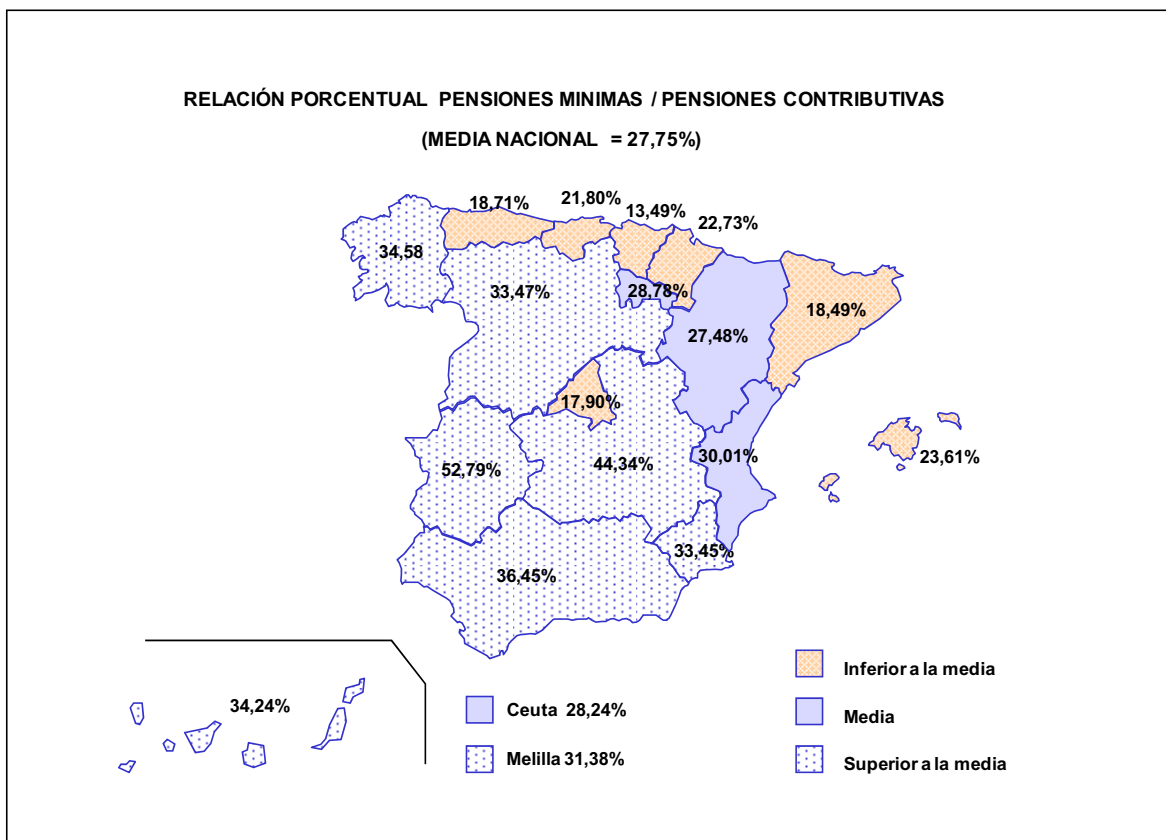 RELACIÓN PORCENTUAL PENSIONES MINIMAS / PENSIONES CONTRIBUTIVAS
(MEDIA NACIONAL = 27,75%)
18,71%
21,80%
13,49%
22,73%
34,58
33,47%
28,78%
27,48%
18,49%
17,90%
52,79%
44,34%
30,01%
23,61%
36,45%
33,45%
34,24%
Ceuta 28,24%
Melilla 31,38%
Inferior a la media
Media
Superior a la media